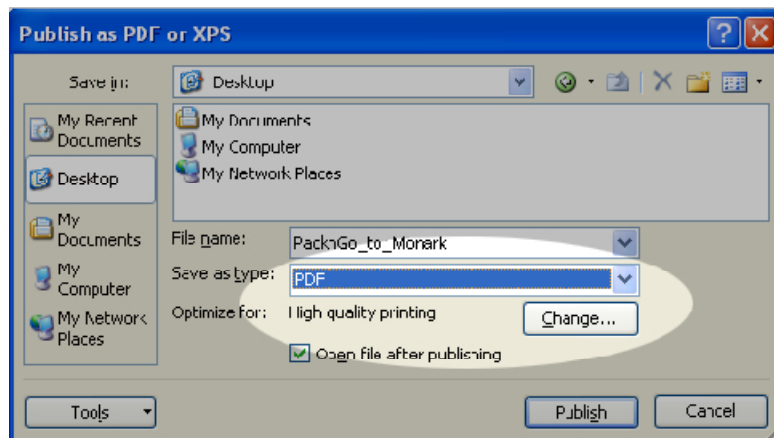 Publish as PDF or XPS
Save in:
Desktop
My Recent
Documents
Desktop
My
Documents
My
Computer
My Network
Places
My Documents
My Computer
My Network Places
File name:
PacknGo_to_Monark
Save as type:
PDF
Optimize for:
High quality printing
Change...
Open file after publishing
Tools
Publish
Cancel